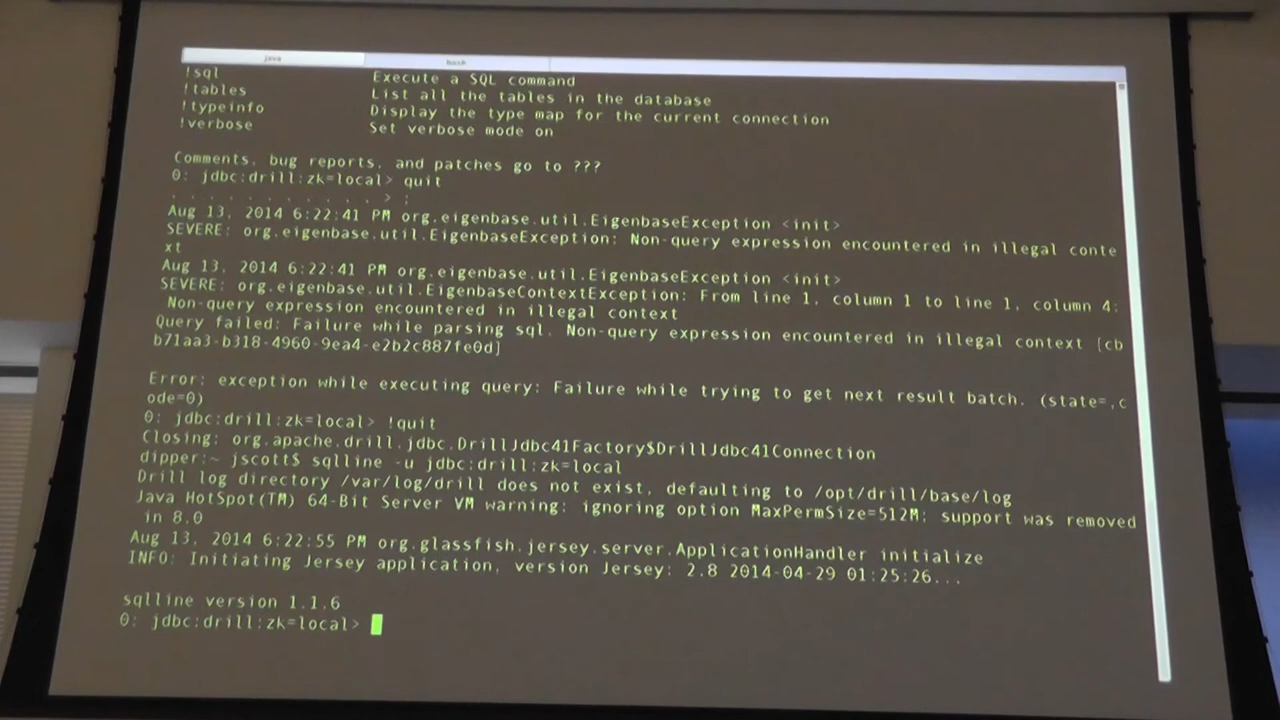 java bash
!sql Execute a SQL command
!tables List all the tables in the database
!typeinfo Display the type map for the current connection
!verbose Set verbose mode on
Comments, bug reports, and patches go to ???
0: jdbc:drill:zk=local> quit
. . . . . . . . . . . > ;
Aug 13, 2014 6:22:41 PM org.eigenbase.util.EigenbaseException <init>
SEVERE: org.eigenbase.util.EigenbaseException: Non-query expression encountered in illegal conte
xt
Aug 13, 2014 6:22:41 PM org.eigenbase.util.EigenbaseException <init>
SEVERE: org.eigenbase.util.EigenbaseContextException: From line 1, column 1 to line 1, column 4:
Non-query expression encountered in illegal context
Query failed: Failure while parsing sql. Non-query expression encountered in illegal context [cb
b71aa3-b318-4960-9ea4-e2b2c887fe0d]
Error: exception while executing query: Failure while trying to get next result batch. (state=,c
ode=0)
0: jdbc:drill:zk=local> !quit
Closing: org.apache.drill.jdbc.DrillJdbc41Factory$DrillJdbc41Connection
dipper:~ jscott$ sqlline -u jdbc:drill:zk=local
Drill log directory /var/log/drill does not exist, defaulting to /opt/drill/base/log
Java HotSpot(TM) 64-Bit Server VM warning: ignoring option MaxPermSize=512M; support was removed
in 8.0
Aug 13, 2014 6:22:55 PM org.glassfish.jersey.server.ApplicationHandler initialize
INFO: Initiating Jersey application, version Jersey: 2.8 2014-04-29 01:25:26...
sqlline version 1.1.6
0: jdbc:drill:zk=local>